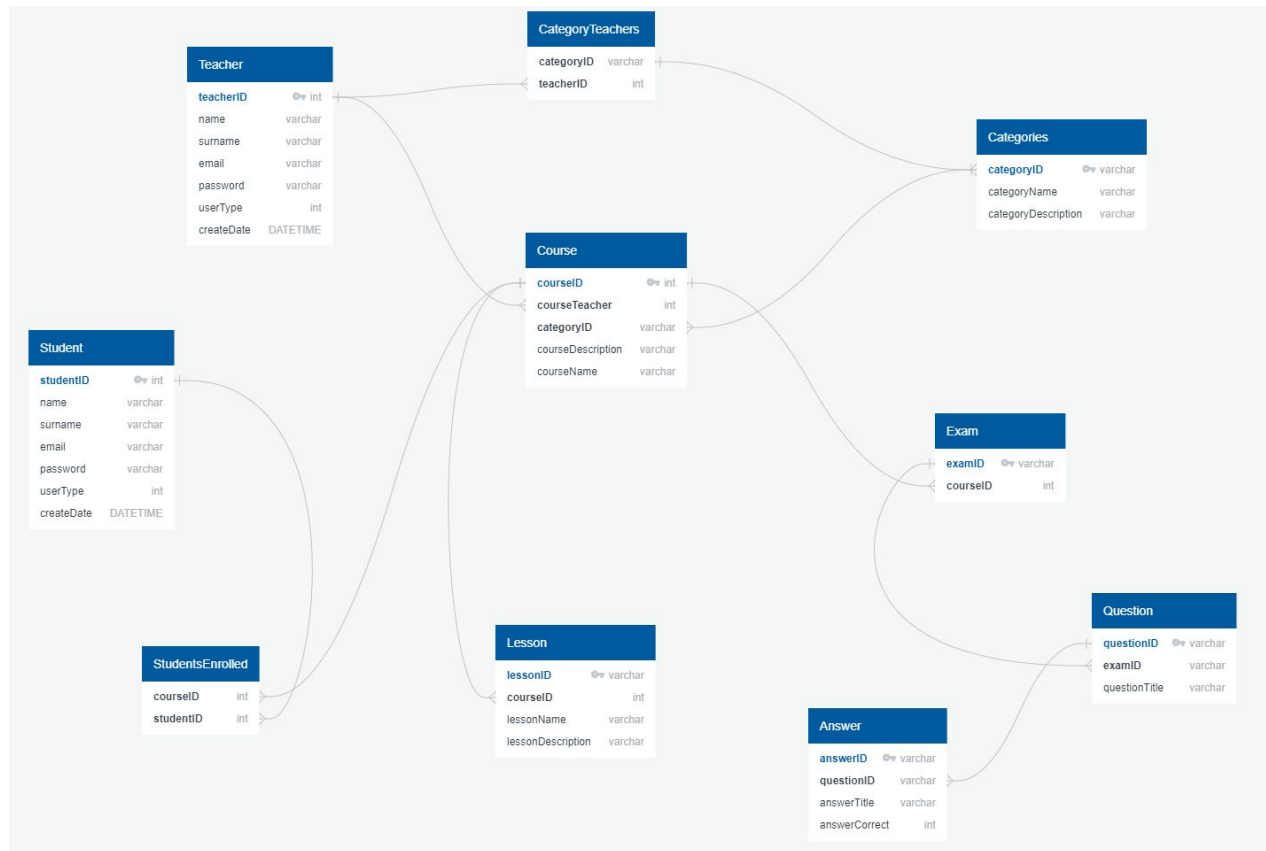 CategoryTeachers
categoryID varchar
teacherID int
Teacher
teacherID int
name varchar
surname varchar
email varchar
password varchar
userType int
createDate DATETIME
Categories
categoryID varchar
categoryName varchar
categoryDescription varchar
Course
courseID int
courseTeacher int
categoryID varchar
courseDescription varchar
courseName varchar
Student
studentID int
name varchar
surname varchar
email varchar
password varchar
userType int
createDate DATETIME
Exam
examID varchar
courseID int
Question
questionID varchar
examID varchar
questionTitle varchar
StudentsEnrolled
courseID int
studentID int
Lesson
lessonID varchar
courseID int
lessonName varchar
lessonDescription varchar
Answer
answerID varchar
questionID varchar
answerTitle varchar
answerCorrect int